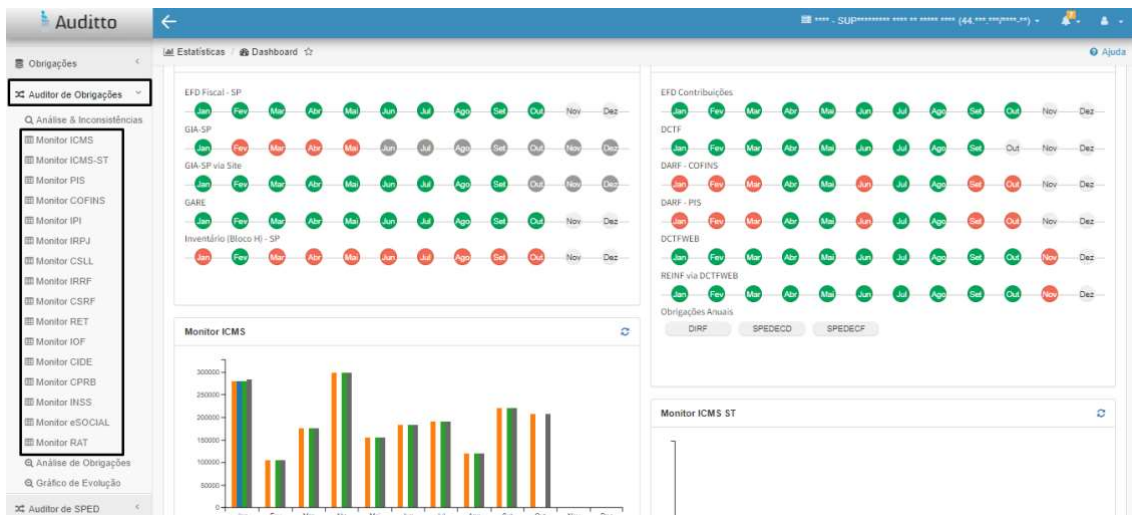 Auditto
**** - SUP********* **** ** ***** **** (44.***.***/****-**)
Estatísticas / Dashboard
Ajuda
Obrigações
Auditor de Obrigações
Análise & Inconsistências
Monitor ICMS
Monitor ICMS-ST
Monitor PIS
Monitor COFINS
Monitor IPI
Monitor IRPJ
Monitor CSLL
Monitor IRRF
Monitor CSRF
Monitor RET
Monitor IOF
Monitor CIDE
Monitor CPRB
Monitor INSS
Monitor eSOCIAL
Monitor RAT
Análise de Obrigações
Gráfico de Evolução
Auditor de SPED
EFD Fiscal - SP
Jan Fev Mar Abr Mai Jun Jul Ago Set Out Nov Dez
GIA-SP
Jan Fev Mar Abr Mai Jun Jul Ago Set Out Nov Dez
GIA-SP via Site
Jan Fev Mar Abr Mai Jun Jul Ago Set Out Nov Dez
GARE
Jan Fev Mar Abr Mai Jun Jul Ago Set Out Nov Dez
Inventário (Bloco H) - SP
Jan Fev Mar Abr Mai Jun Jul Ago Set Out Nov Dez
EFD Contribuições
Jan Fev Mar Abr Mai Jun Jul Ago Set Out Nov Dez
DCTF
Jan Fev Mar Abr Mai Jun Jul Ago Set Out Nov Dez
DARF - COFINS
Jan Fev Mar Abr Mai Jun Jul Ago Set Out Nov Dez
DARF - PIS
Jan Fev Mar Abr Mai Jun Jul Ago Set Out Nov Dez
DCTFWEB
Jan Fev Mar Abr Mai Jun Jul Ago Set Out Nov Dez
REINF via DCTFWEB
Jan Fev Mar Abr Mai Jun Jul Ago Set Out Nov Dez
Obrigações Anuais
DIRF SPEDECD SPEDECF
Monitor ICMS
300000
250000
200000
150000
100000
50000
0
Monitor ICMS ST